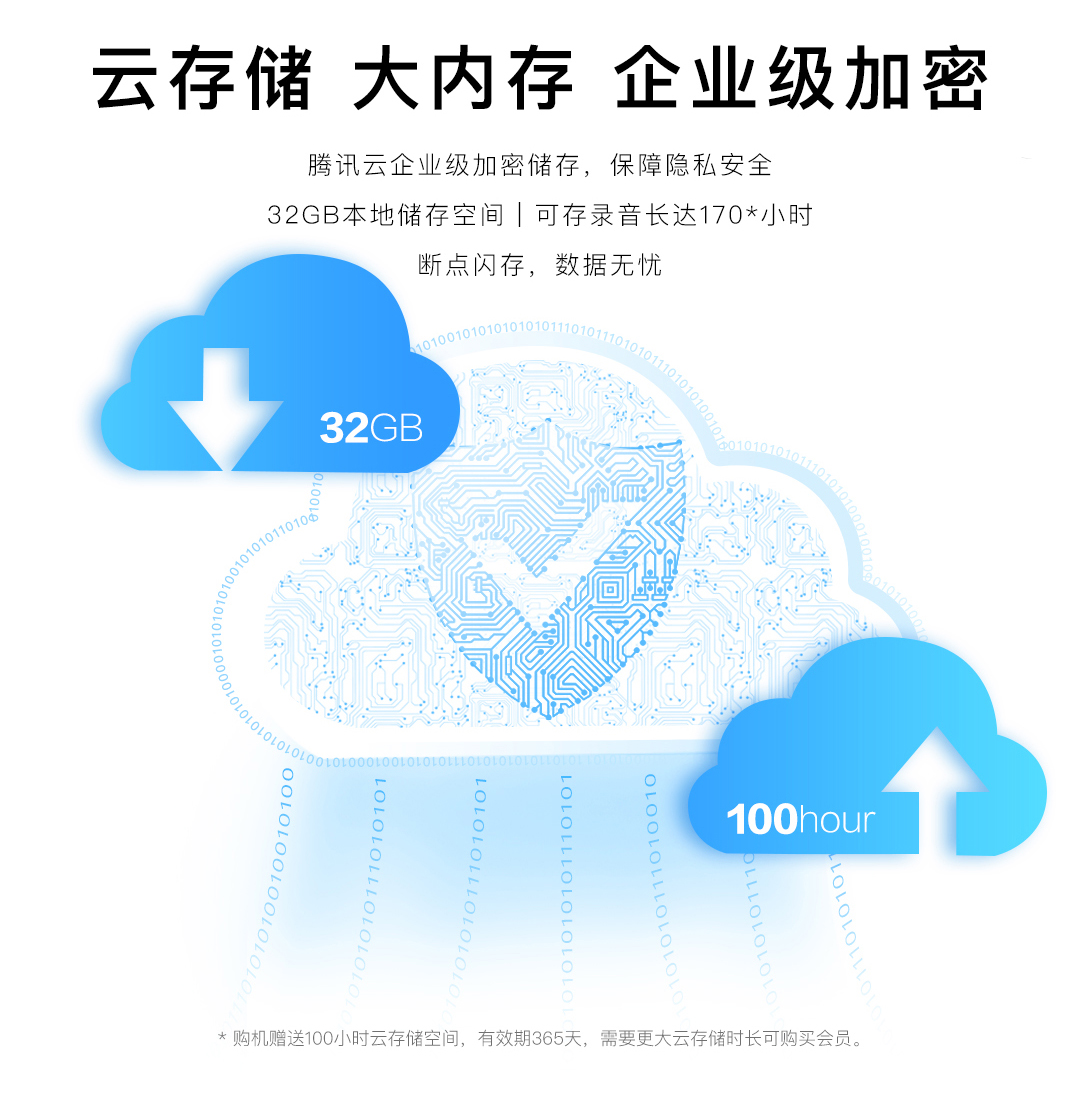 云存储 大内存 企业级加密
腾讯云企业级加密储存，保障隐私安全
32GB本地储存空间｜可存录音长达170*小时
断点闪存，数据无忧
32GB
100hour
* 购机赠送100小时云存储空间，有效期365天，需要更大云存储时长可购买会员。